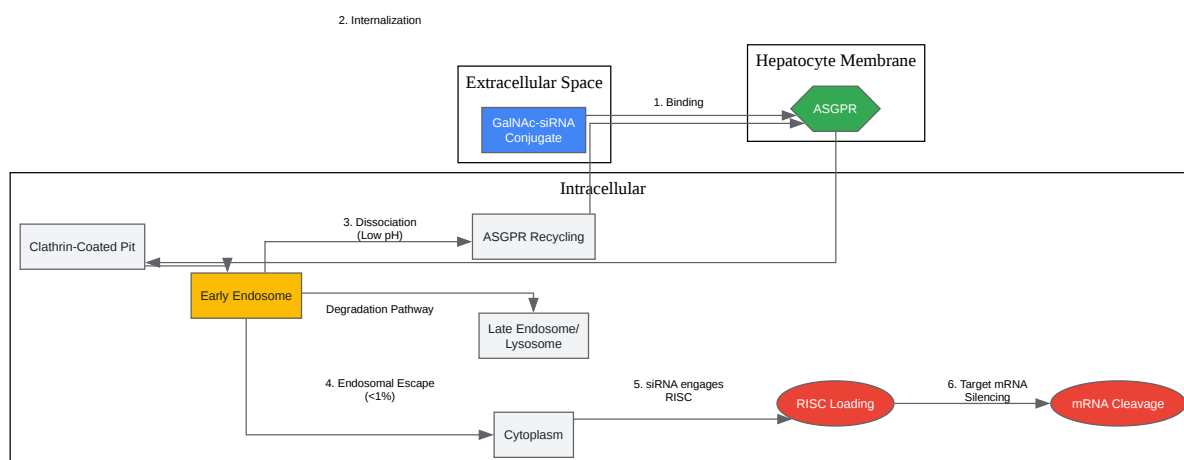 2. Internalization
Hepatocyte Membrane
Extracellular Space
1. Binding
ASGPR
GalNAc-siRNA
Conjugate
Intracellular
3. Dissociation
(Low pH)
ASGPR Recycling
Clathrin-Coated Pit
Early Endosome
Degradation Pathway
Late Endosome/
Lysosome
4. Endosomal Escape
(<1%)
5. siRNA engages
RISC
6. Target mRNA
Silencing
RISC Loading
mRNA Cleavage
Cytoplasm